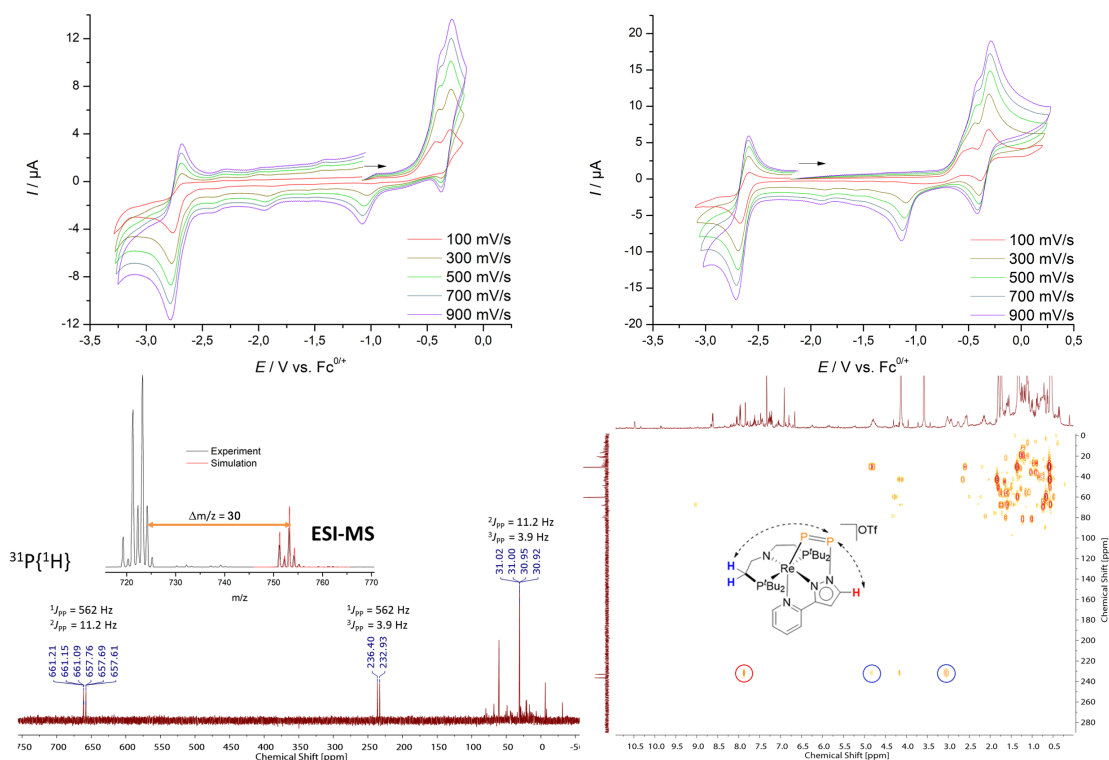 12
8
4
0
-4
-8
-12
I / µA
-3,5
-3,0
-2,5
-2,0
-1,5
-1,0
-0,5
0,0
E / V vs. Fc0/+
100 mV/s
300 mV/s
500 mV/s
700 mV/s
900 mV/s
25
20
15
10
5
0
-5
-10
-15
-20
I / µA
-3,5
-3,0
-2,5
-2,0
-1,5
-1,0
-0,5
0,0
0,5
E / V vs. Fc0/+
100 mV/s
300 mV/s
500 mV/s
700 mV/s
900 mV/s
Experiment
Simulation
Δm/z = 30
ESI-MS
720
730
740
750
760
770
m/z
31P{1H}
1JPP = 562 Hz
2JPP = 11.2 Hz
661.21
661.15
661.09
657.76
657.69
657.61
1JPP = 562 Hz
3JPP = 3.9 Hz
236.40
232.93
2JPP = 11.2 Hz
3JPP = 3.9 Hz
31.02
31.00
30.95
30.92
750
700
650
600
550
500
450
400
350
300
250
200
150
100
50
0
-50
Chemical Shift [ppm]
0
20
40
60
80
100
120
140
160
180
200
220
240
260
280
Chemical Shift [ppm]
OTf
P=P
N
PtBu2
Re
H
H
PtBu2
N
N
N
H
10.5
10.0
9.5
9.0
8.5
8.0
7.5
7.0
6.5
6.0
5.5
5.0
4.5
4.0
3.5
3.0
2.5
2.0
1.5
1.0
0.5
Chemical Shift [ppm]